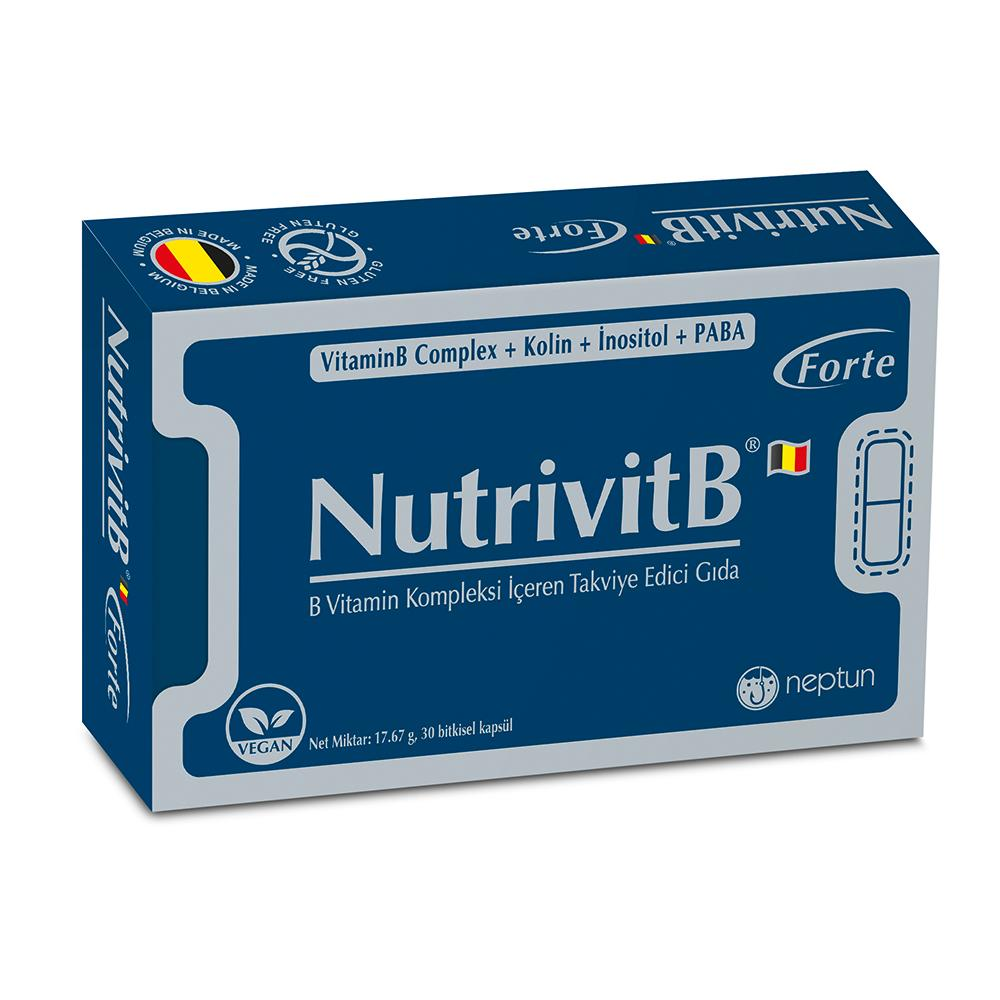 NutrivitB® Forte
MADE IN BELGIUM • MADE IN BELGIUM •
GLUTEN FREE • GLUTEN FREE •
VitaminB Complex + Kolin + İnositol + PABA
Forte
NutrivitB®
B Vitamin Kompleksi İçeren Takviye Edici Gıda
neptun
VEGAN
Net Miktar: 17.67 g, 30 bitkisel kapsül
NutrivitB® Forte